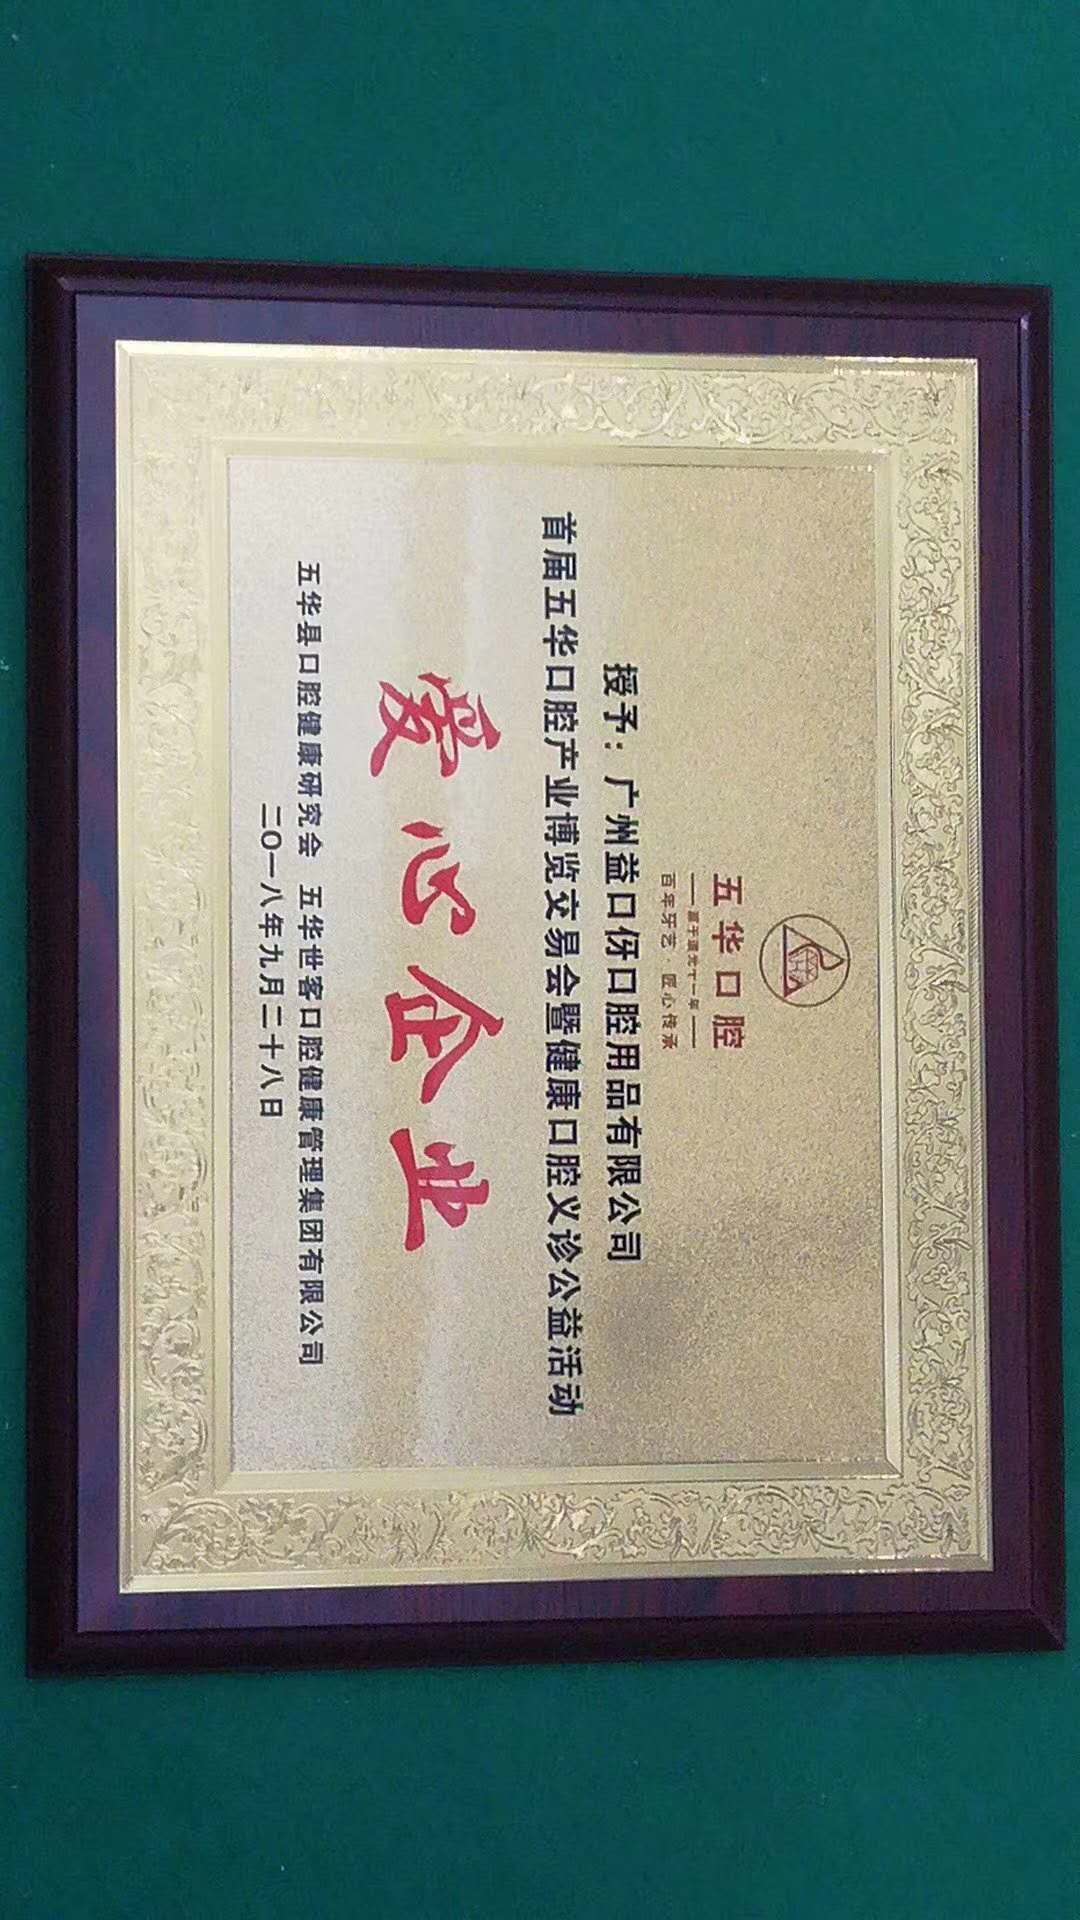 五华口腔
百年牙艺·匠心传承
授予：广州益口伢口腔用品有限公司
首届五华口腔产业博览交易会暨健康口腔义诊公益活动
爱心企业
五华县口腔健康研究会 五华世客口腔健康管理集团有限公司
二〇一八年九月二十八日